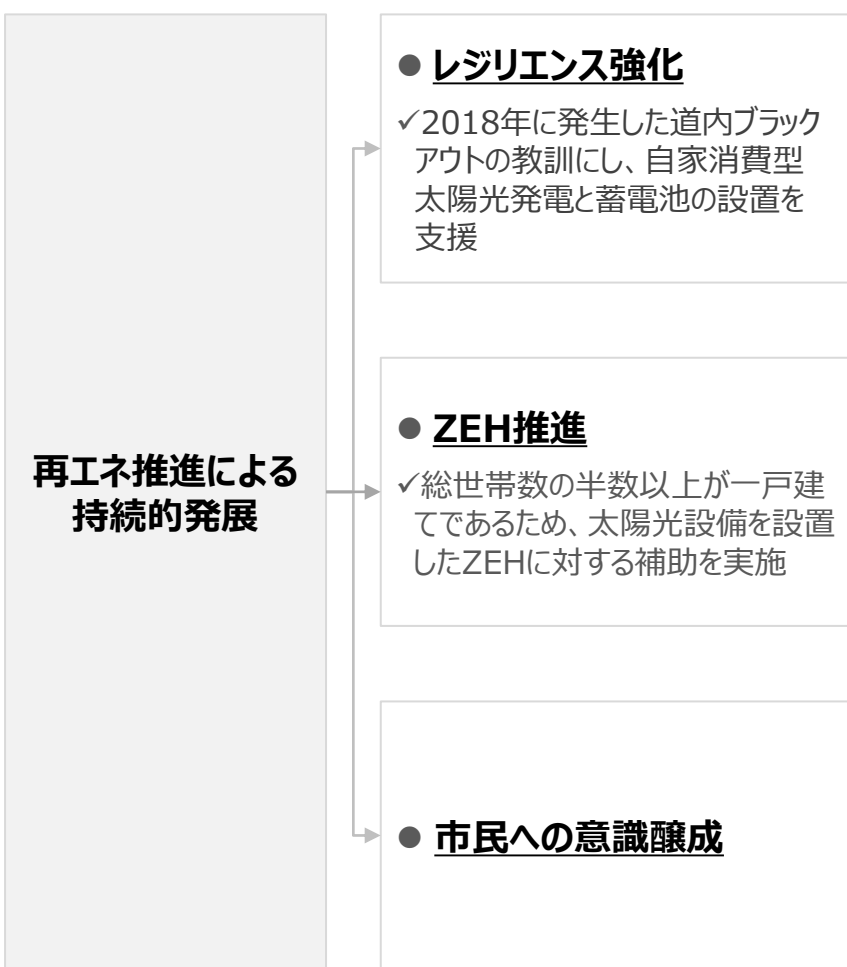 再エネ推進による
持続的発展
● レジリエンス強化
✓2018年に発生した道内ブラック
アウトの教訓にし、自家消費型
太陽光発電と蓄電池の設置を
支援
● ZEH推進
✓総世帯数の半数以上が一戸建
てであるため、太陽光設備を設置
したZEHに対する補助を実施
● 市民への意識醸成